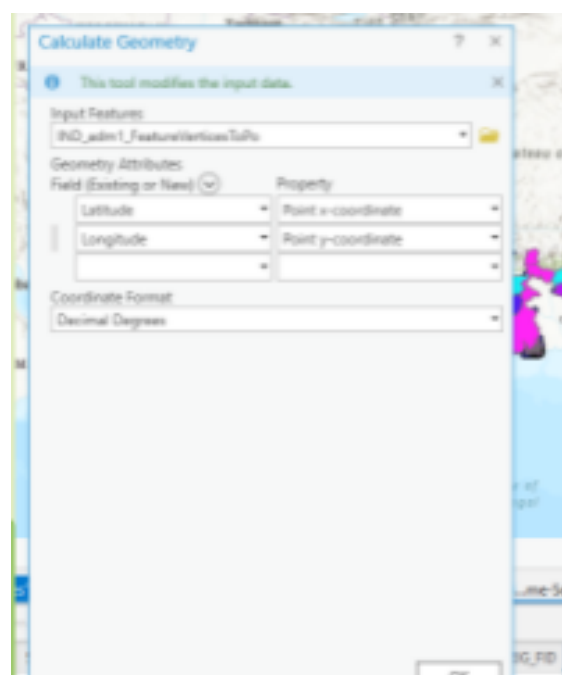 Calculate Geometry ? ×
This tool modifies the input data. ×
Input Features
IND_adm1_FeatureVerticesToPo
Geometry Attributes
Field (Existing or New) Property
Latitude Point x-coordinate
Longitude Point y-coordinate
Coordinate Format
Decimal Degrees
OK